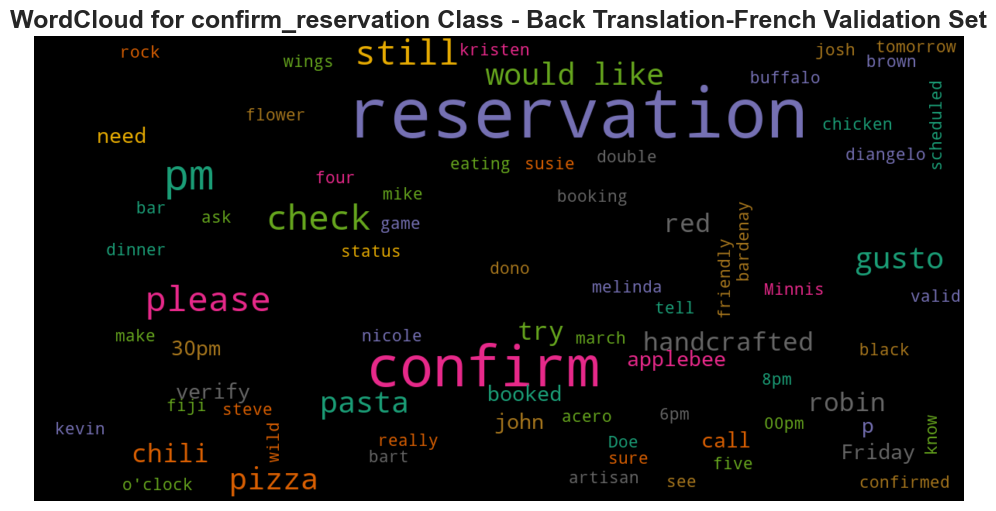 WordCloud for confirm_reservation Class - Back Translation-French Validation Set
rock
wings
still
kristen
would like
josh
tomorrow
brown
buffalo
reservation
flower
need
chicken
scheduled
pm
four
eating
susie
double
diangelo
mike
booking
bar
ask
check
game
red
bardenay
friendly
dinner
status
dono
gusto
please
melinda
tell
Minnis
valid
make
30pm
nicole
try
march
handcrafted
applebee
black
confirm
8pm
verify
fiji
steve
pasta
booked
john
acero
6pm
robin
00pm
p
know
kevin
wild
really
bart
Doe
sure
call
five
Friday
chili
o'clock
pizza
artisan
see
confirmed